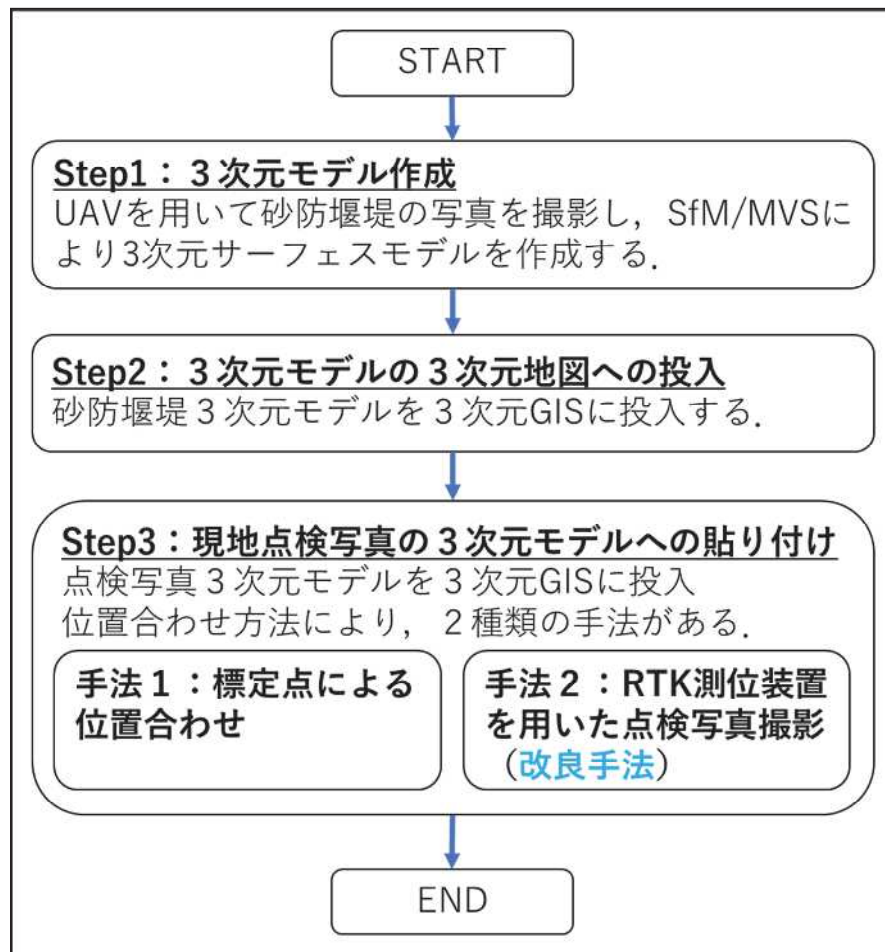 START
Step1：３次元モデル作成
UAVを用いて砂防堰堤の写真を撮影し，SfM/MVSに
より3次元サーフェスモデルを作成する．
Step2：３次元モデルの３次元地図への投入
砂防堰堤３次元モデルを３次元GISに投入する．
Step3：現地点検写真の３次元モデルへの貼り付け
点検写真３次元モデルを３次元GISに投入
位置合わせ方法により，２種類の手法がある．
手法１：標定点による
位置合わせ
手法２：RTK測位装置
を用いた点検写真撮影
（改良手法）
END